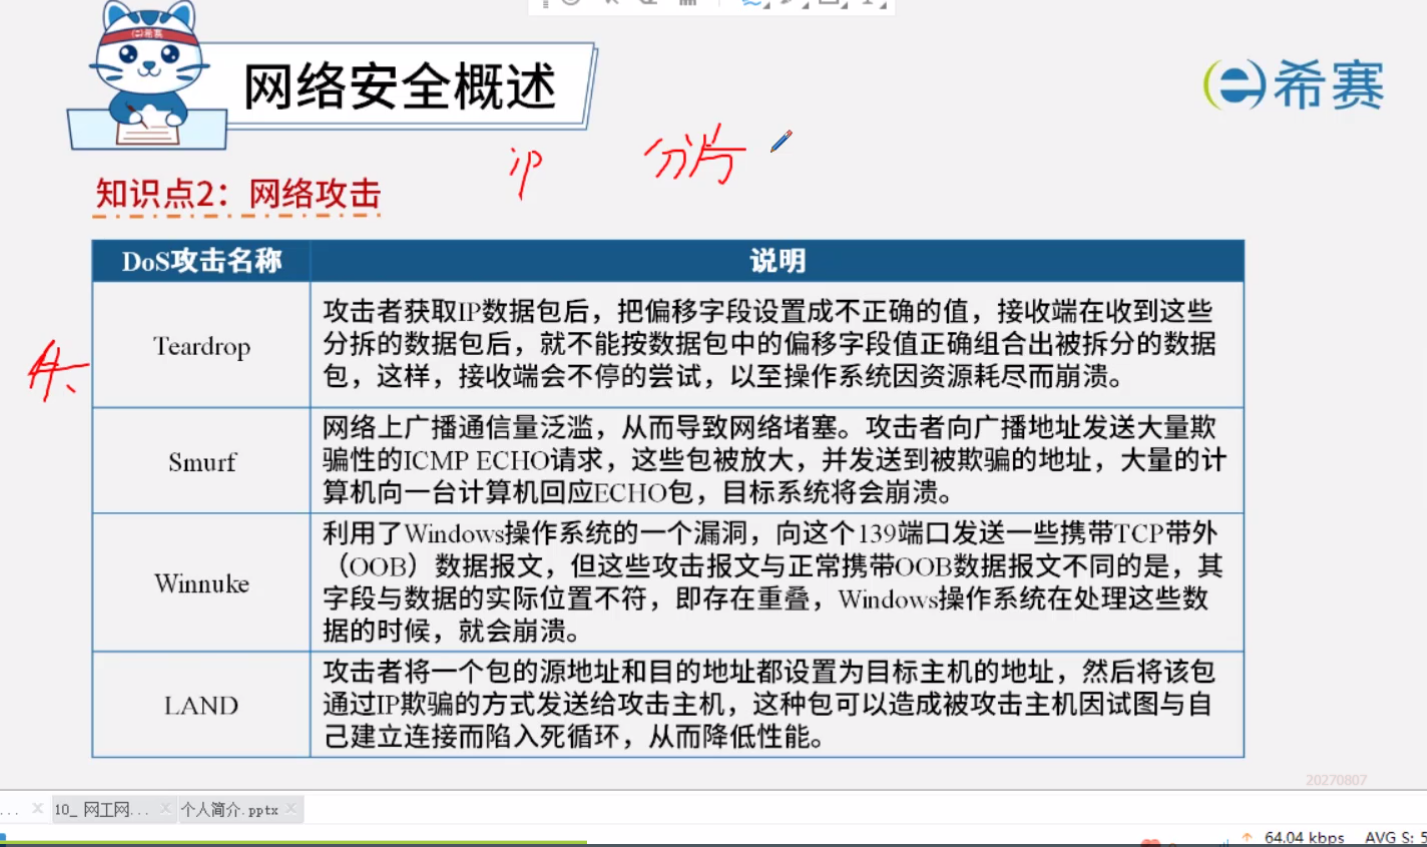 网络安全概述
希赛
ip 分片
知识点2：网络攻击
DoS攻击名称 说明
Teardrop
攻击者获取IP数据包后，把偏移字段设置成不正确的值，接收端在收到这些
分拆的数据包后，就不能按数据包中的偏移字段值正确组合出被拆分的数据
包，这样，接收端会不停的尝试，以至操作系统因资源耗尽而崩溃。
Smurf
网络上广播通信量泛滥，从而导致网络堵塞。攻击者向广播地址发送大量欺
骗性的ICMP ECHO请求，这些包被放大，并发送到被欺骗的地址，大量的计
算机向一台计算机回应ECHO包，目标系统将会崩溃。
Winnuke
利用了Windows操作系统的一个漏洞，向这个139端口发送一些携带TCP带外
（OOB）数据报文，但这些攻击报文与正常携带OOB数据报文不同的是，其
字段与数据的实际位置不符，即存在重叠，Windows操作系统在处理这些数
据的时候，就会崩溃。
LAND
攻击者将一个包的源地址和目的地址都设置为目标主机的地址，然后将该包
通过IP欺骗的方式发送给攻击主机，这种包可以造成被攻击主机因试图与自
己建立连接而陷入死循环，从而降低性能。
20270807
10_ 网工网... 个人简介.pptx
64.04 kbps AVG S: 5